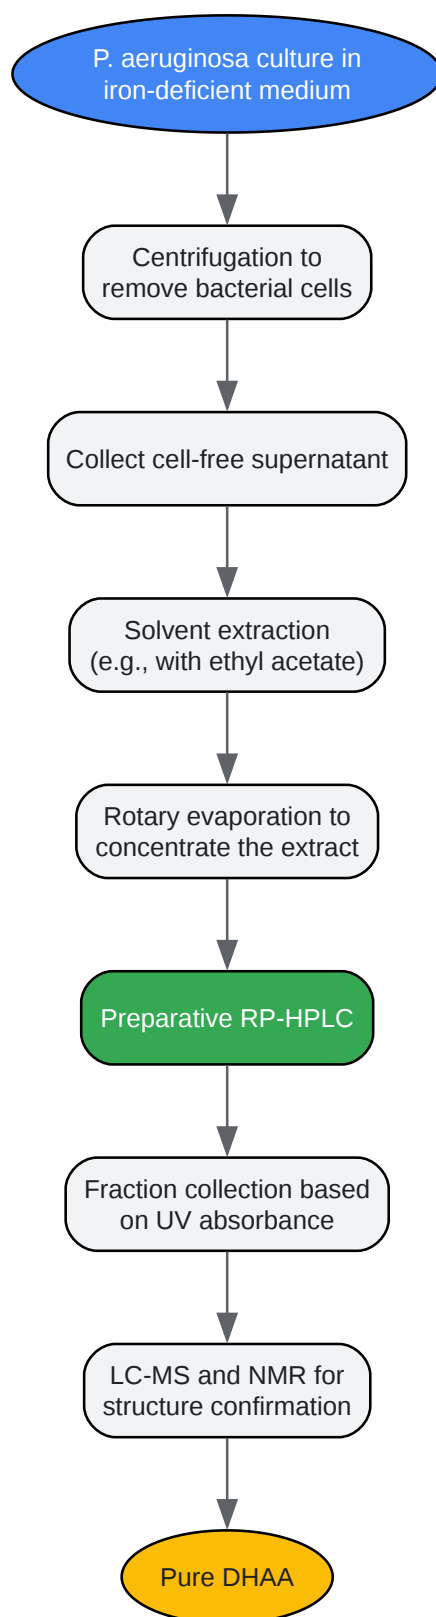 P. aeruginosa culture in
iron-deficient medium
Centrifugation to
remove bacterial cells
Collect cell-free supernatant
Solvent extraction
(e.g., with ethyl acetate)
Rotary evaporation to
concentrate the extract
Preparative RP-HPLC
Fraction collection based
on UV absorbance
LC-MS and NMR for
structure confirmation
Pure DHAA